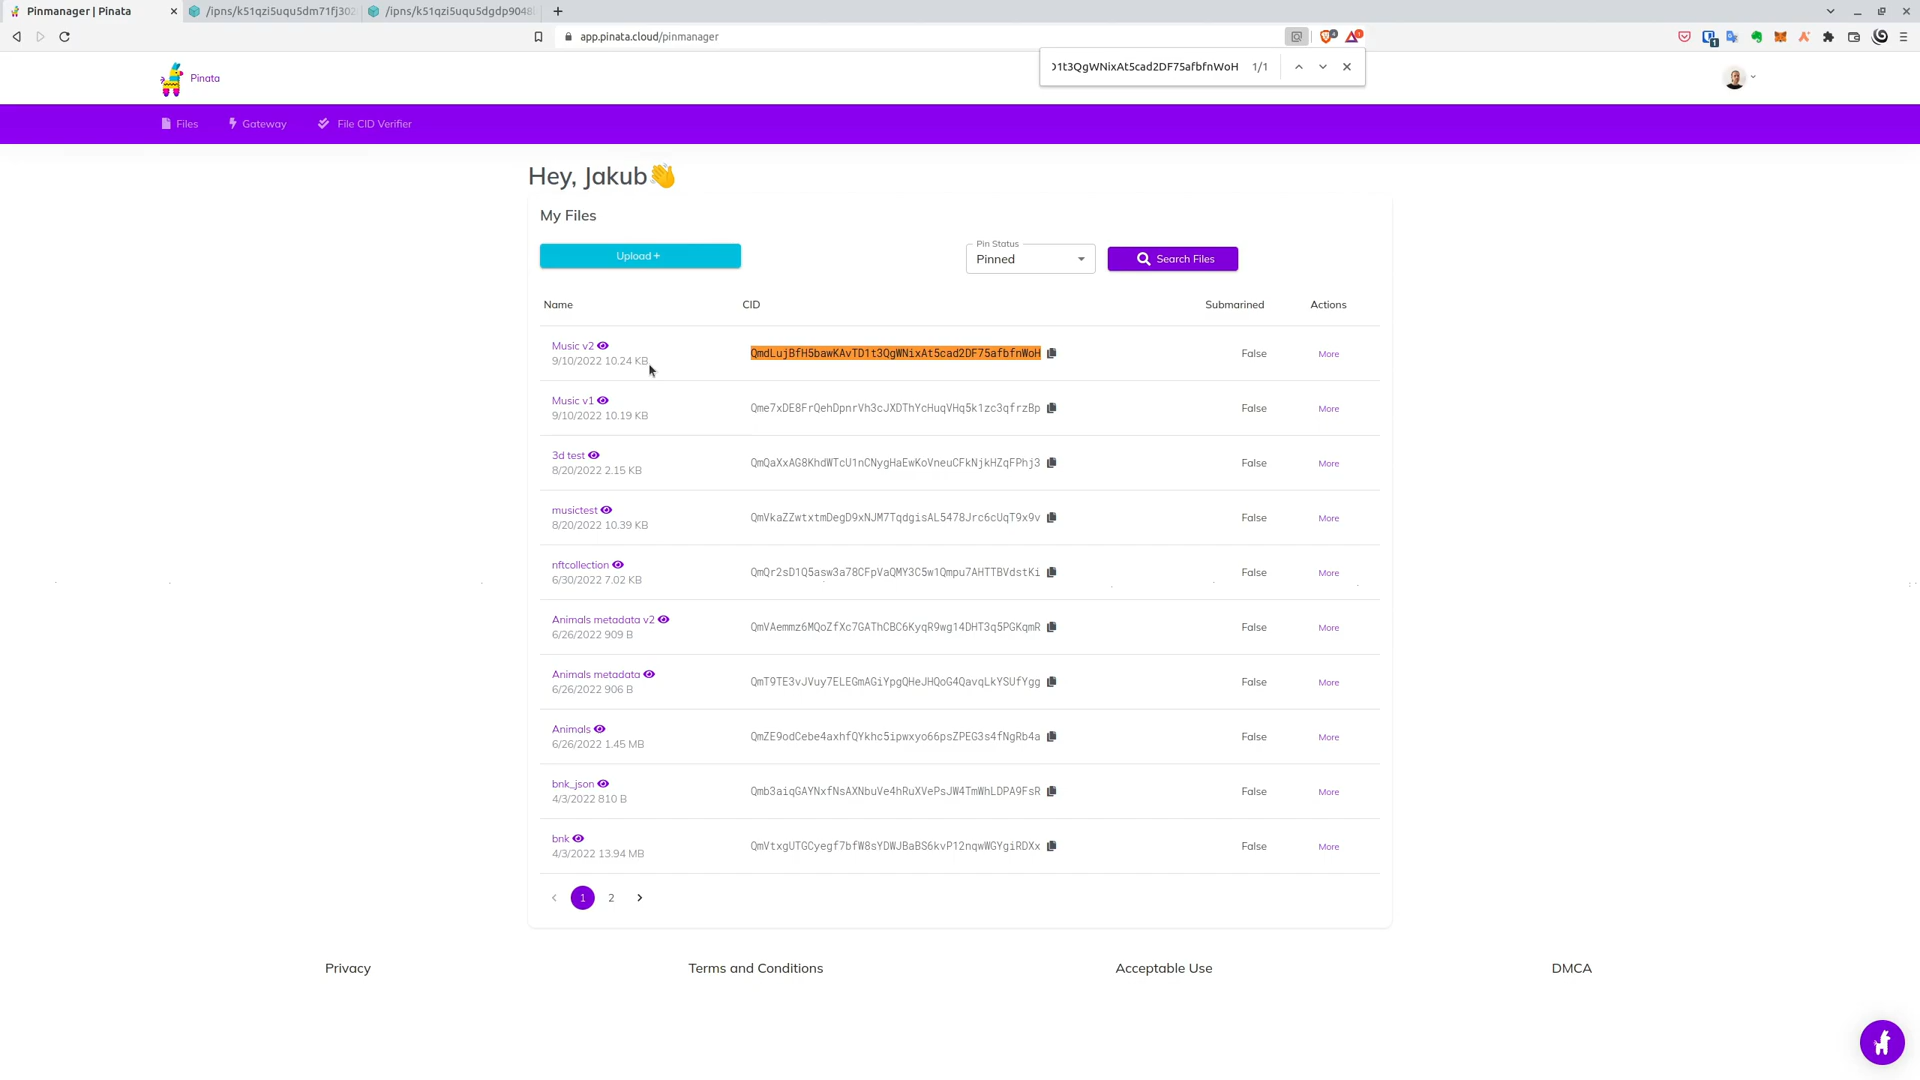 Pinmanager | Pinata
/ipns/k51qzi5uqu5dm71fj302
/ipns/k51qzi5uqu5dgdp9048
app.pinata.cloud/pinmanager
D1t3QgWNixAt5cad2DF75afbfnWoH 1/1
Pinata
Files
Gateway
File CID Verifier
Hey, Jakub👋
My Files
Upload +
Pin Status
Pinned
Search Files
Name CID Submarined Actions
Music v2
9/10/2022 10.24 KB
QmdLujBfH5bawKAvTD1t3QgWNixAt5cad2DF75afbfnWoH
False
More
Music v1
9/10/2022 10.19 KB
Qme7xDE8FrQehDpnrVh3cJXDThYcHuqVHq5k1zc3qfrzBp
False
More
3d test
8/20/2022 2.15 KB
QmQaXxAG8KhdWTcU1nCNygHaEwKoVneuCFkNjkHZqFPhj3
False
More
musictest
8/20/2022 10.39 KB
QmVkaZZwtxtmDegD9xNJM7TqdgisAL5478Jrc6cUqT9x9v
False
More
nftcollection
6/30/2022 7.02 KB
QmQr2sD1Q5asw3a78CFpVaQMY3C5w1Qmpu7AHTTBVdstKi
False
More
Animals metadata v2
6/26/2022 909 B
QmVAemmz6MQoZfXc7GAThCBC6KyqR9wg14DHT3q5PGKqmR
False
More
Animals metadata
6/26/2022 906 B
QmT9TE3vJVuy7ELEGmAGiYpgQHeJHQoG4QavqLkYSUfYgg
False
More
Animals
6/26/2022 1.45 MB
QmZE9odCebe4axhfQYkhc5ipwxyo66psZPEG3s4fNgRb4a
False
More
bnk_json
4/3/2022 810 B
Qmb3aiqGAYNxfNsAXNbuVe4hRuXVePsJW4TmWhLDPA9FsR
False
More
bnk
4/3/2022 13.94 MB
QmVtxgUTGCyegf7bfW8sYDWJBaBS6kvP12nqwWGYgiRDXx
False
More
1 2
Privacy
Terms and Conditions
Acceptable Use
DMCA